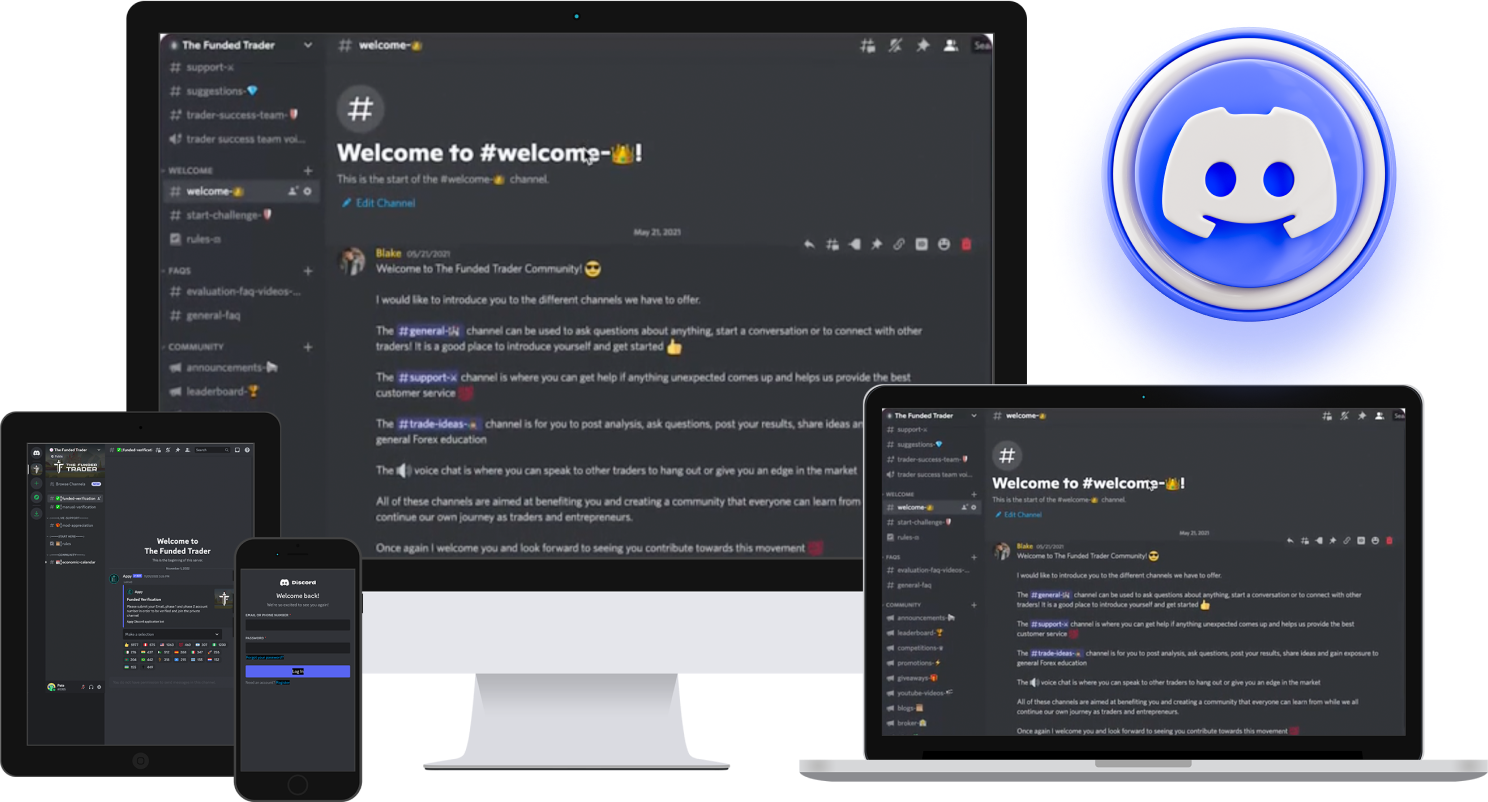 The Funded Trader
support-
suggestions-💎
trader-success-team-
trader success team voi...
WELCOME
welcome-👑
start-challenge-
rules-
FAQS
evaluation-faq-videos-...
general-faq
COMMUNITY
announcements-
leaderboard-🏆
# welcome-👑
Sea
#
Welcome to #welcome-👑!
This is the start of the #welcome-👑 channel.
Edit Channel
May 21, 2021
Blake 05/21/2021
Welcome to The Funded Trader Community! 😎
I would like to introduce you to the different channels we have to offer.
The #general- channel can be used to ask questions about anything, start a conversation or to connect with other
traders! It is a good place to introduce yourself and get started 👍
The #support- channel is where you can get help if anything unexpected comes up and helps us provide the best
customer service
The #trade-ideas- channel is for you to post analysis, ask questions, post your results, share ideas an
general Forex education
The 🔊 voice chat is where you can speak to other traders to hang out or give you an edge in the market
All of these channels are aimed at benefiting you and creating a community that everyone can learn from
continue our own journey as traders and entrepreneurs.
Once again I welcome you and look forward to seeing you contribute towards this movement
The Funded Trader
THE FUNDED
TRADER
Browse Channels
funded-verification
manual-verification
economic-calendar
Search
Welcome to
The Funded Trader
This is the beginning of this server.
Appy
Appy
Funded Verification
Make a selection
Discord
Welcome back!
We're so excited to see you again!
EMAIL OR PHONE NUMBER
PASSWORD
Forgot your password?
Log In
Need an account? Register
The Funded Trader
support-
suggestions-💎
trader-success-team-
trader success team voi...
WELCOME
welcome-👑
start-challenge-
rules-
FAQS
evaluation-faq-videos-...
general-faq
COMMUNITY
announcements-
leaderboard-🏆
competitions-
promotions-⚡
giveaways-🎁
youtube-videos-
blogs-
broker-
# welcome-👑
Sea
#
Welcome to #welcome-👑!
This is the start of the #welcome-👑 channel.
Edit Channel
May 21, 2021
Blake 05/21/2021
Welcome to The Funded Trader Community! 😎
I would like to introduce you to the different channels we have to offer.
The #general- channel can be used to ask questions about anything, start a conversation or to connect with other
traders! It is a good place to introduce yourself and get started 👍
The #support- channel is where you can get help if anything unexpected comes up and helps us provide the best
customer service
The #trade-ideas- channel is for you to post analysis, ask questions, post your results, share ideas and gain exposure to
general Forex education
The 🔊 voice chat is where you can speak to other traders to hang out or give you an edge in the market
All of these channels are aimed at benefiting you and creating a community that everyone can learn from while we all
continue our own journey as traders and entrepreneurs.
Once again I welcome you and look forward to seeing you contribute towards this movement